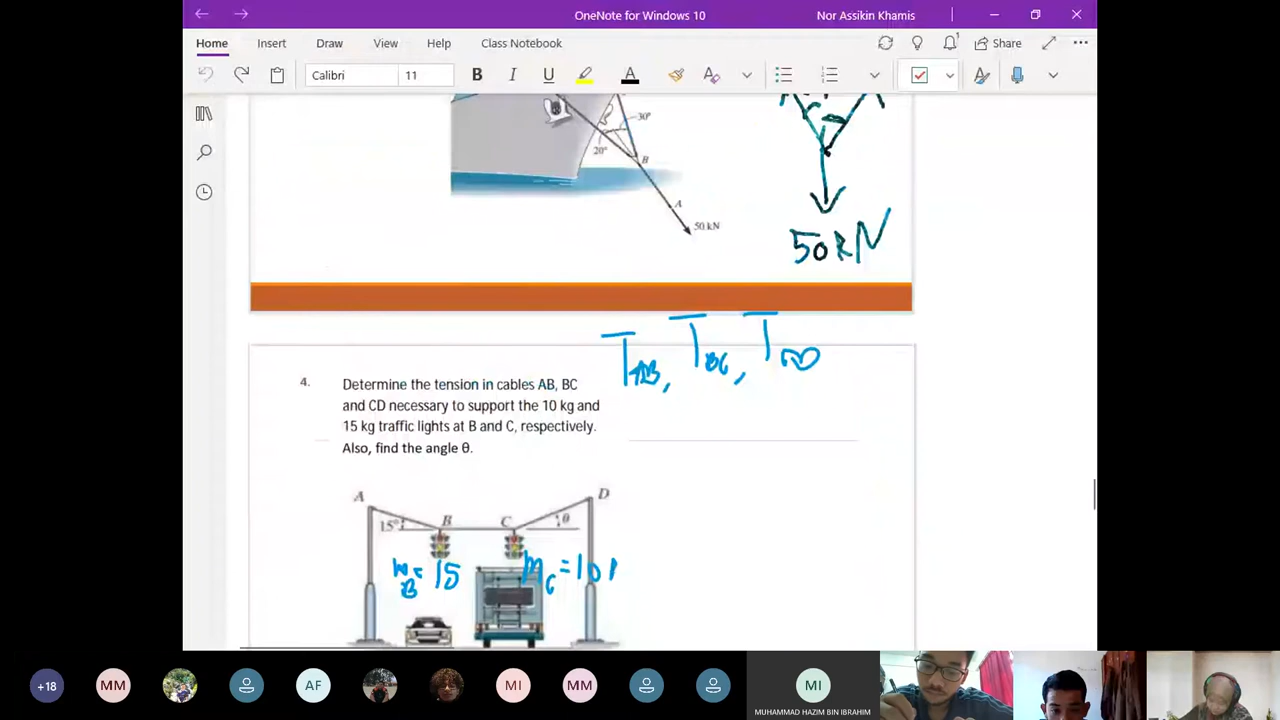 OneNote for Windows 10
Nor Assikin Khamis
Home
Insert
Draw
View
Help
Class Notebook
Share
Calibri
11
B
I
U
A
30°
20°
B
A
50 kN
50 kN
T_AB, T_BC, T_CD
4.
Determine the tension in cables AB, BC
and CD necessary to support the 10 kg and
15 kg traffic lights at B and C, respectively.
Also, find the angle θ.
A
D
15°
B
C
θ
m_B = 15
m_C = 10
+18
MM
AF
MI
MM
MI
MUHAMMAD HAZIM BIN IBRAHIM